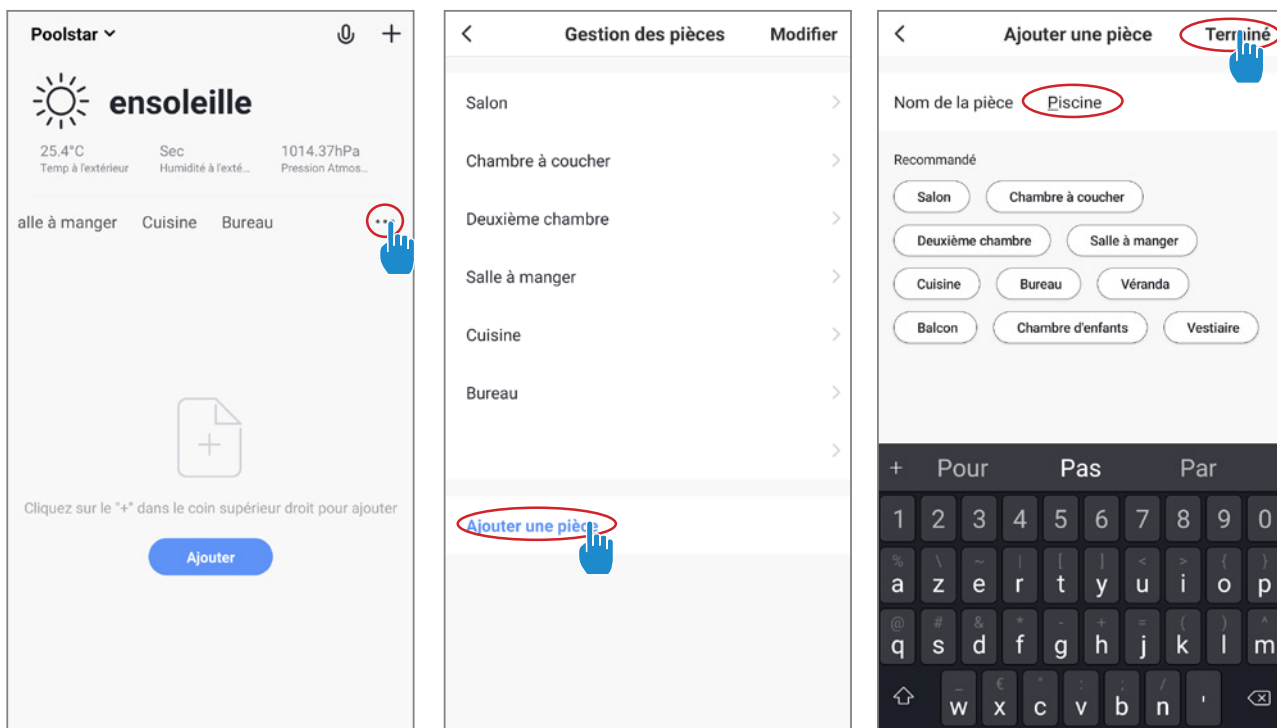 Poolstar
ensoleille
25.4°C Sec 1014.37hPa
Temp à l'extérieur Humidité à l'exté... Pression Atmos...
alle à manger Cuisine Bureau ...
Cliquez sur le "+" dans le coin supérieur droit pour ajouter
Ajouter
Gestion des pièces Modifier
Salon
Chambre à coucher
Deuxième chambre
Salle à manger
Cuisine
Bureau
Ajouter une pièce
Ajouter une pièce Terminé
Nom de la pièce Piscine
Recommandé
Salon Chambre à coucher
Deuxième chambre Salle à manger
Cuisine Bureau Véranda
Balcon Chambre d'enfants Vestiaire
+ Pour Pas Par
1 2 3 4 5 6 7 8 9 0
% \ ~ | [ ] < > { }
a z e r t y u i o p
@ # & * - + = ( ) ^
q s d f g h j k l m
_ € " : ; /
w x c v b n '